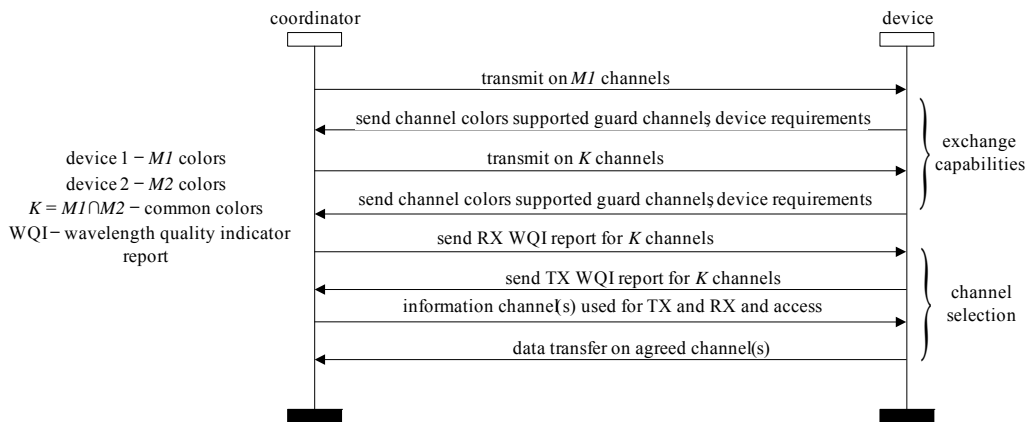 coordinator
device
transmit on M1 channels
send channel colors supported guard channels, device requirements
exchange
capabilities
device 1 – M1 colors
device 2 – M2 colors
K = M1∩M2 – common colors
WQI – wavelength quality indicator
report
transmit on K channels
send channel colors supported guard channels, device requirements
send RX WQI report for K channels
send TX WQI report for K channels
channel
selection
information channel(s) used for TX and RX and access
data transfer on agreed channel(s)